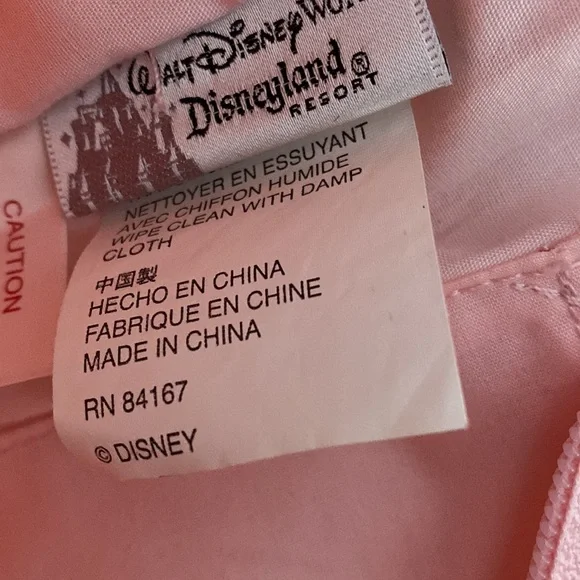 WALT DISNEY WORLD
Disneyland®
RESORT
NETTOYER EN ESSUYANT
AVEC CHIFFON HUMIDE
WIPE CLEAN WITH DAMP
CLOTH
中国製
HECHO EN CHINA
FABRIQUE EN CHINE
MADE IN CHINA
RN 84167
© DISNEY
CAUTION